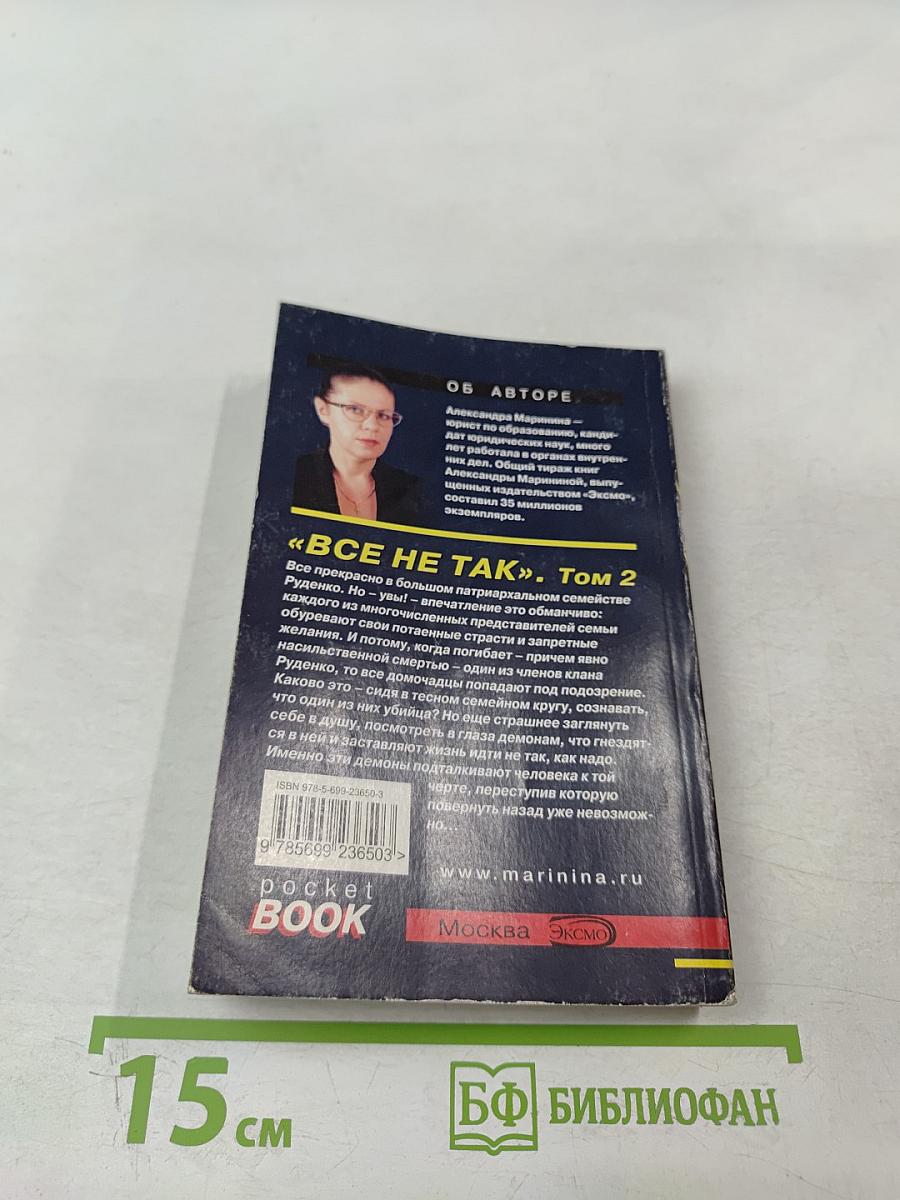 ОБ АВТОРЕ
Александра Маринина –
юрист по образованию, канди-
дат юридических наук, много
лет работала в органах внутрен-
них дел. Общий тираж книг
Александры Марининой, выпу-
щенных издательством «Эксмо»,
составил 35 миллионов
экземпляров.
«ВСЕ НЕ ТАК». Том 2
Все прекрасно в большом патриархальном семействе
Руденко. Но – увы! – впечатление это обманчиво:
каждого из многочисленных представителей семьи
обуревают свои потаенные страсти и запретные
желания. И потому, когда погибает – причем явно
насильственной смертью – один из членов клана
Руденко, то все домочадцы попадают под подозрение.
Каково это – сидя в тесном семейном кругу, сознавать,
что один из них убийца? Но еще страшнее заглянуть
себе в душу, посмотреть в глаза демонам, что гнездят-
ся в ней и заставляют жизнь идти не так, как надо.
Именно эти демоны подталкивают человека к той
черте, переступив которую
повернуть назад уже невозмож-
но...
ISBN 978-5-699-23650-3
9 785699 236503 >
www.marinina.ru
pocket
BOOK
Москва ЭКСМО
15 см
БФ БИБЛИОФАН